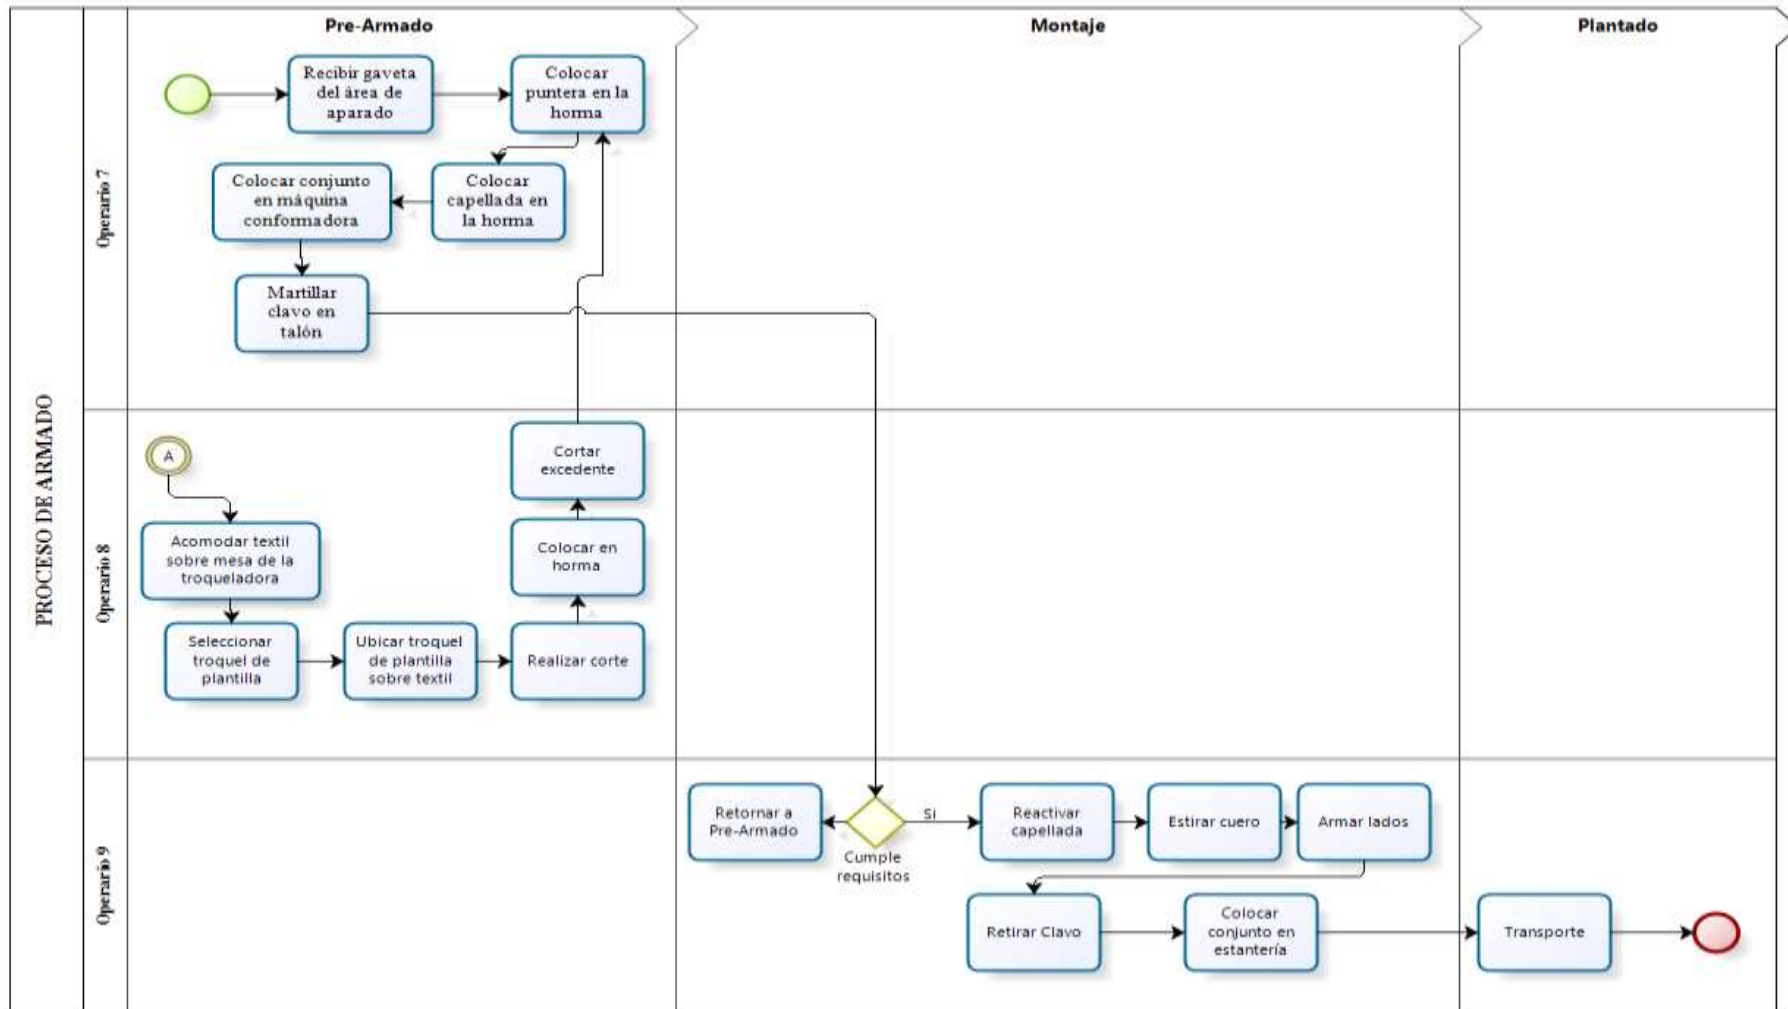 Pre-Armado
Montaje
Plantado
PROCESO DE ARMADO
Operario 7
Recibir gaveta
del área de
aparado
Colocar
puntera en la
horma
Colocar conjunto
en máquina
conformadora
Colocar
capellada en
la horma
Martillar
clavo en
talón
Operario 8
A
Cortar
excedente
Acomodar textil
sobre mesa de la
troqueladora
Colocar en
horma
Seleccionar
troquel de
plantilla
Ubicar troquel
de plantilla
sobre textil
Realizar corte
Operario 9
Retornar a
Pre-Armado
Cumple
requisitos
Si
Reactivar
capellada
Estirar cuero
Armar lados
Retirar Clavo
Colocar
conjunto en
estantería
Transporte